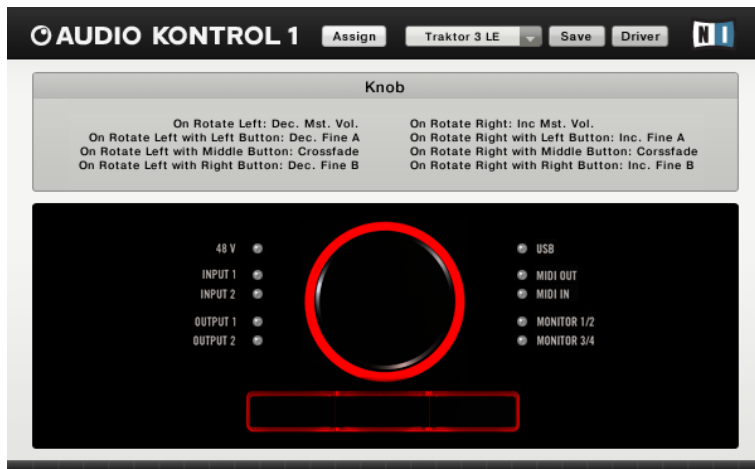 AUDIO KONTROL 1 Assign Traktor 3 LE Save Driver NI
Knob
On Rotate Left: Dec. Mst. Vol. On Rotate Right: Inc Mst. Vol.
On Rotate Left with Left Button: Dec. Fine A On Rotate Right with Left Button: Inc. Fine A
On Rotate Left with Middle Button: Crossfade On Rotate Right with Middle Button: Corssfade
On Rotate Left with Right Button: Dec. Fine B On Rotate Right with Right Button: Inc. Fine B
48 V USB
INPUT 1 MIDI OUT
INPUT 2 MIDI IN
OUTPUT 1 MONITOR 1/2
OUTPUT 2 MONITOR 3/4